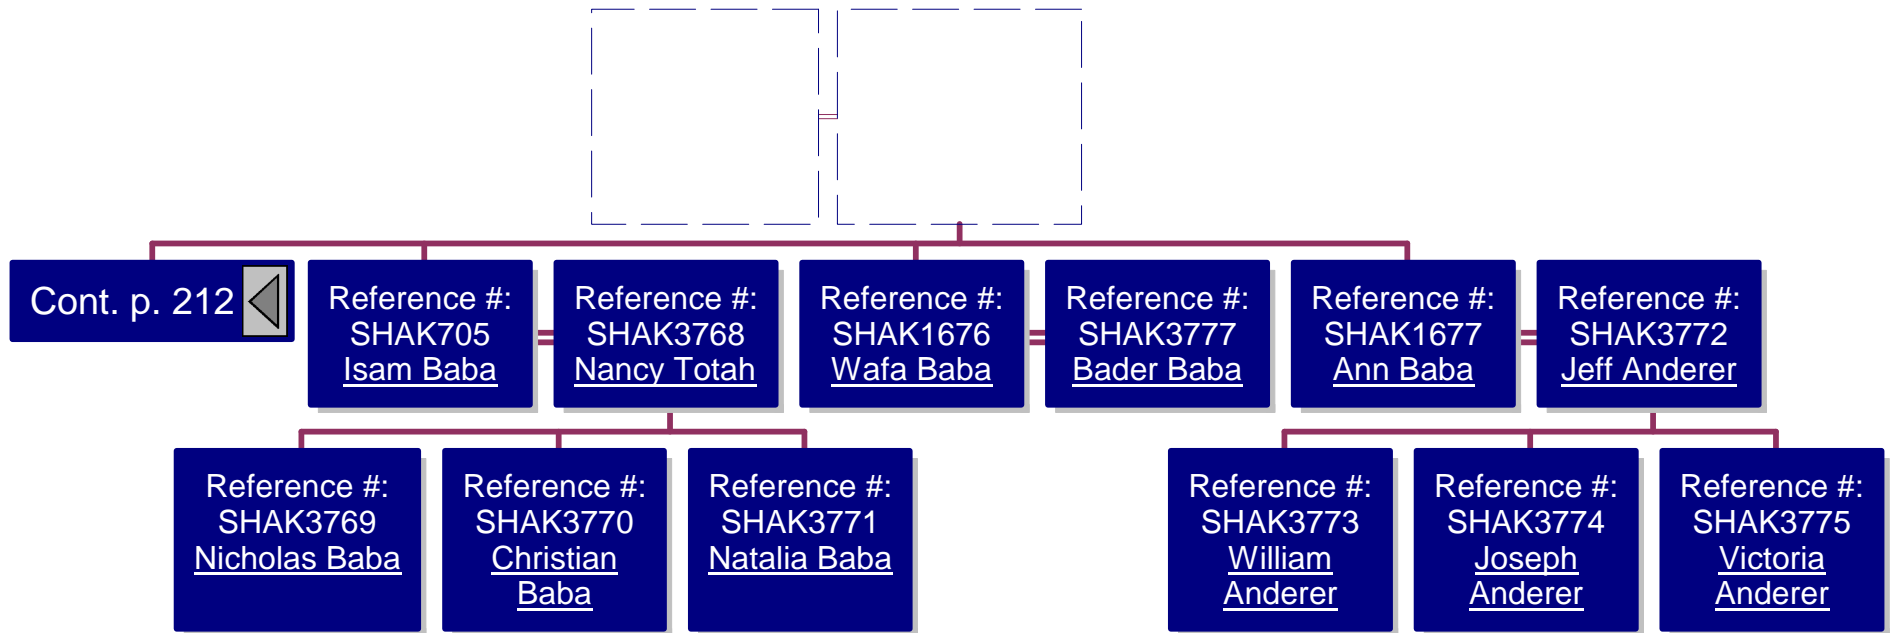 Cont. p. 212
Reference #:
SHAK705
Isam Baba
Reference #:
SHAK3768
Nancy Totah
Reference #:
SHAK1676
Wafa Baba
Reference #:
SHAK3777
Bader Baba
Reference #:
SHAK1677
Ann Baba
Reference #:
SHAK3772
Jeff Anderer
Reference #:
SHAK3769
Nicholas Baba
Reference #:
SHAK3770
Christian
Baba
Reference #:
SHAK3771
Natalia Baba
Reference #:
SHAK3773
William
Anderer
Reference #:
SHAK3774
Joseph
Anderer
Reference #:
SHAK3775
Victoria
Anderer